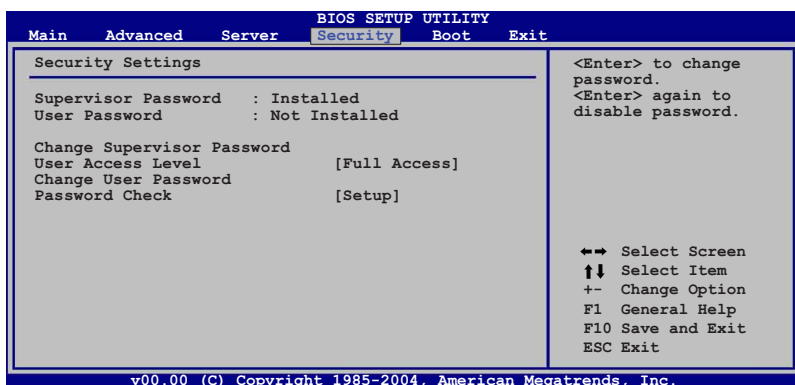 BIOS SETUP UTILITY
Main Advanced Server Security Boot Exit
Security Settings
Supervisor Password : Installed
User Password : Not Installed
Change Supervisor Password
User Access Level [Full Access]
Change User Password
Password Check [Setup]
<Enter> to change
password.
<Enter> again to
disable password.
←→ Select Screen
↑↓ Select Item
+- Change Option
F1 General Help
F10 Save and Exit
ESC Exit
v00.00 (C) Copyright 1985-2004, American Megatrends, Inc.